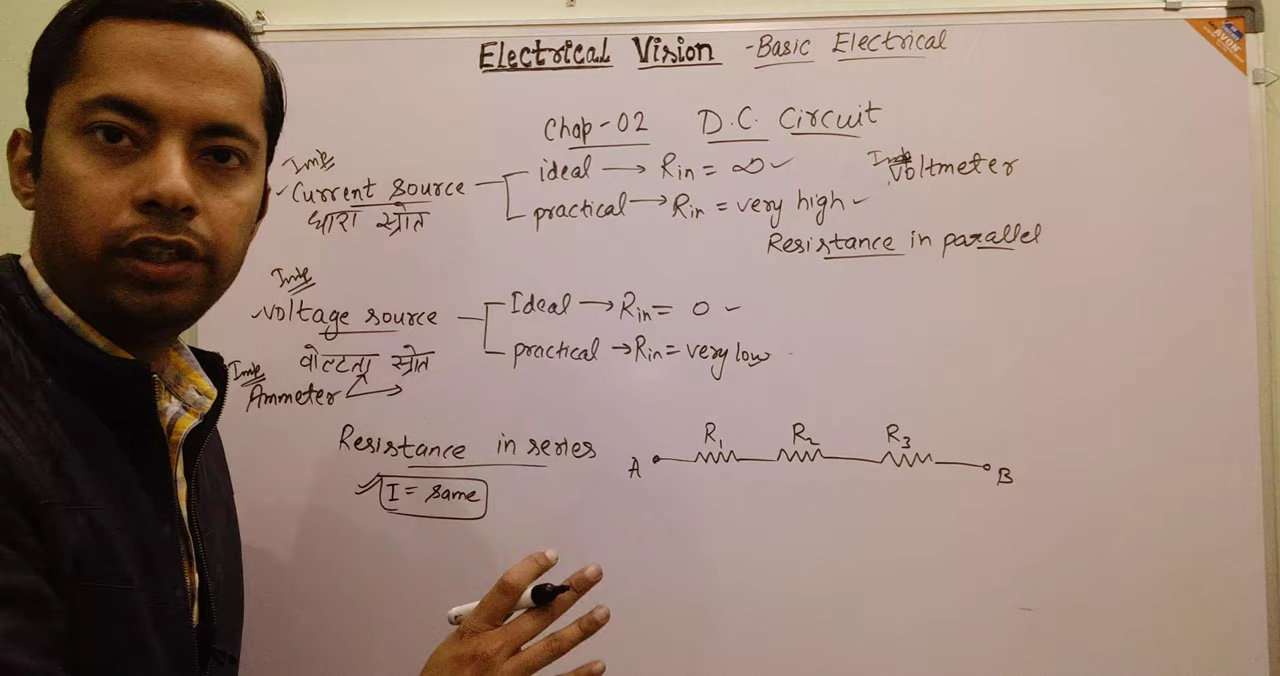 Electrical Vision - Basic Electrical
Chap-02 D.C. Circuit
Imp
Current source
धारा स्त्रोत
ideal → Rin = ∞ ✓
practical → Rin = very high ✓
Imp
Voltmeter
Resistance in parallel
Imp
voltage source
वोल्टता स्त्रोत
Ideal → Rin = 0 ✓
practical → Rin = very low
Imp
Ammeter
Resistance in series
✓ I = same
A R1 R2 R3 B
AVON